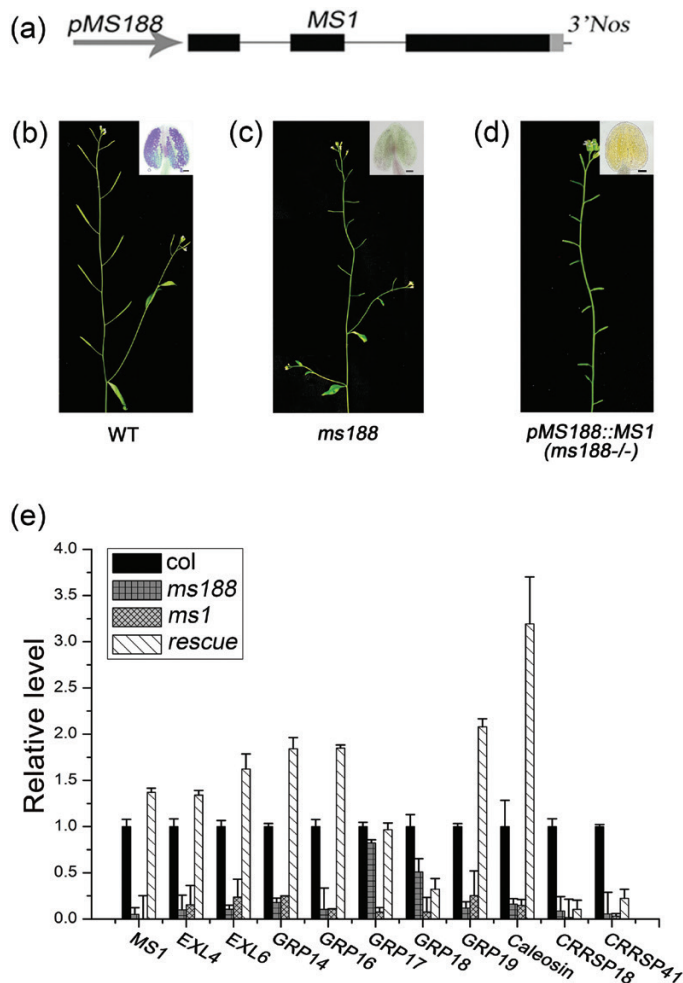 (a) pMS188 MS1 3'Nos
(b) (c) (d)
WT ms188 pMS188::MS1
(ms188-/-)
(e)
4.0
3.5
3.0
2.5
2.0
1.5
1.0
0.5
0.0
Relative level
col
ms188
ms1
rescue
MS1 EXL4 EXL6 GRP14 GRP16 GRP17 GRP18 GRP19 Caleosin CRRSP18 CRRSP41